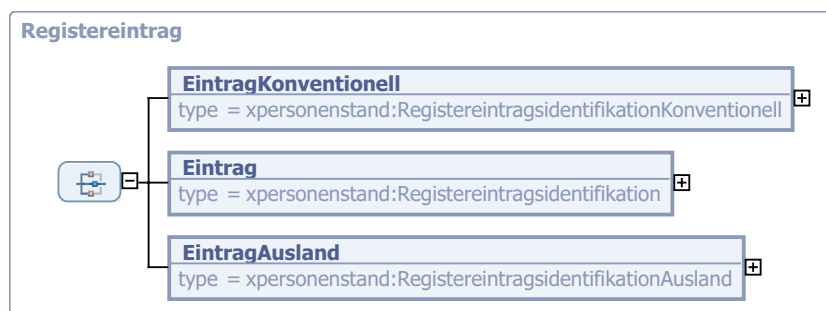 Registereintrag
EintragKonventionell
type = xpersonenstand:RegistereintragsidentifikationKonventionell
Eintrag
type = xpersonenstand:Registereintragsidentifikation
EintragAusland
type = xpersonenstand:RegistereintragsidentifikationAusland